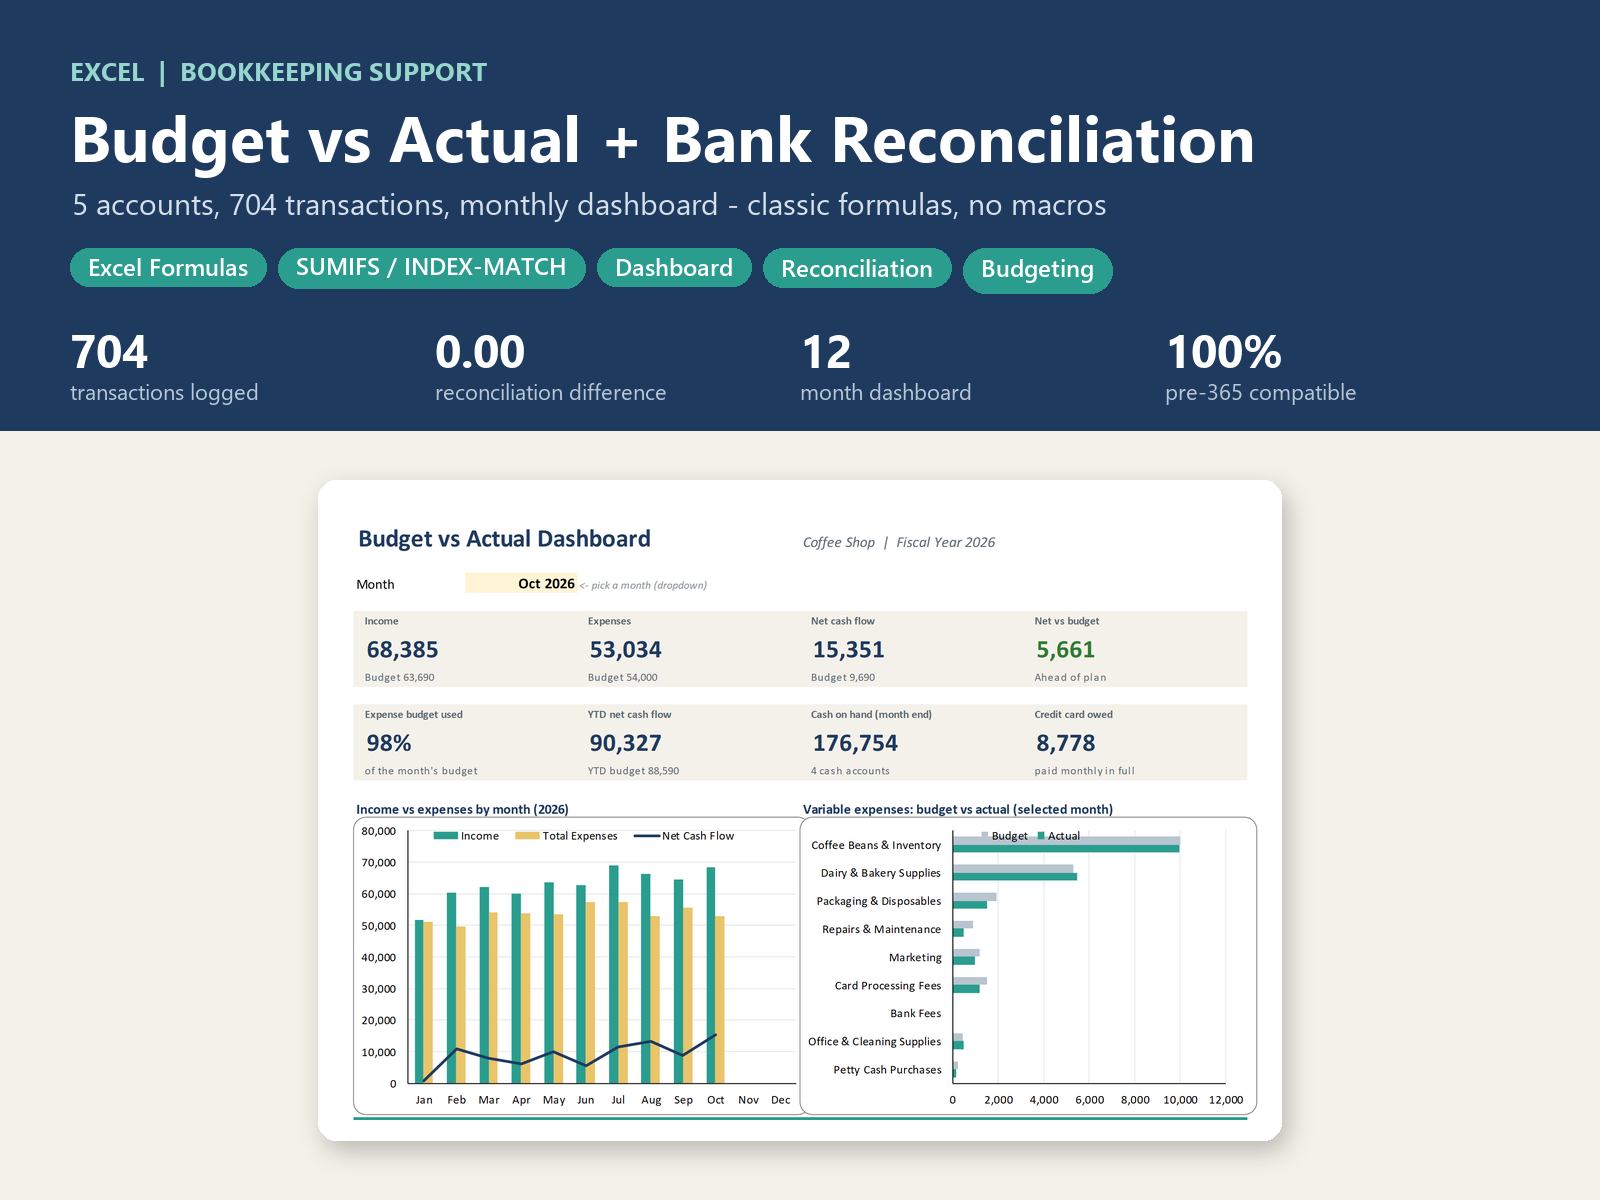 EXCEL | BOOKKEEPING SUPPORT
Budget vs Actual + Bank Reconciliation
5 accounts, 704 transactions, monthly dashboard - classic formulas, no macros
Excel Formulas SUMIFS / INDEX-MATCH Dashboard Reconciliation Budgeting
704 0.00 12 100%
transactions logged reconciliation difference month dashboard pre-365 compatible
Budget vs Actual Dashboard Coffee Shop | Fiscal Year 2026
Month Oct 2026 <- pick a month (dropdown)
Income Expenses Net cash flow Net vs budget
68,385 53,034 15,351 5,661
Budget 63,690 Budget 54,000 Budget 9,690 Ahead of plan
Expense budget used YTD net cash flow Cash on hand (month end) Credit card owed
98% 90,327 176,754 8,778
of the month's budget YTD budget 88,590 4 cash accounts paid monthly in full
Income vs expenses by month (2026)
80,000
Income Total Expenses Net Cash Flow
70,000
60,000
50,000
40,000
30,000
20,000
10,000
0
Jan Feb Mar Apr May Jun Jul Aug Sep Oct Nov Dec
Variable expenses: budget vs actual (selected month)
Budget Actual
Coffee Beans & Inventory
Dairy & Bakery Supplies
Packaging & Disposables
Repairs & Maintenance
Marketing
Card Processing Fees
Bank Fees
Office & Cleaning Supplies
Petty Cash Purchases
0 2,000 4,000 6,000 8,000 10,000 12,000